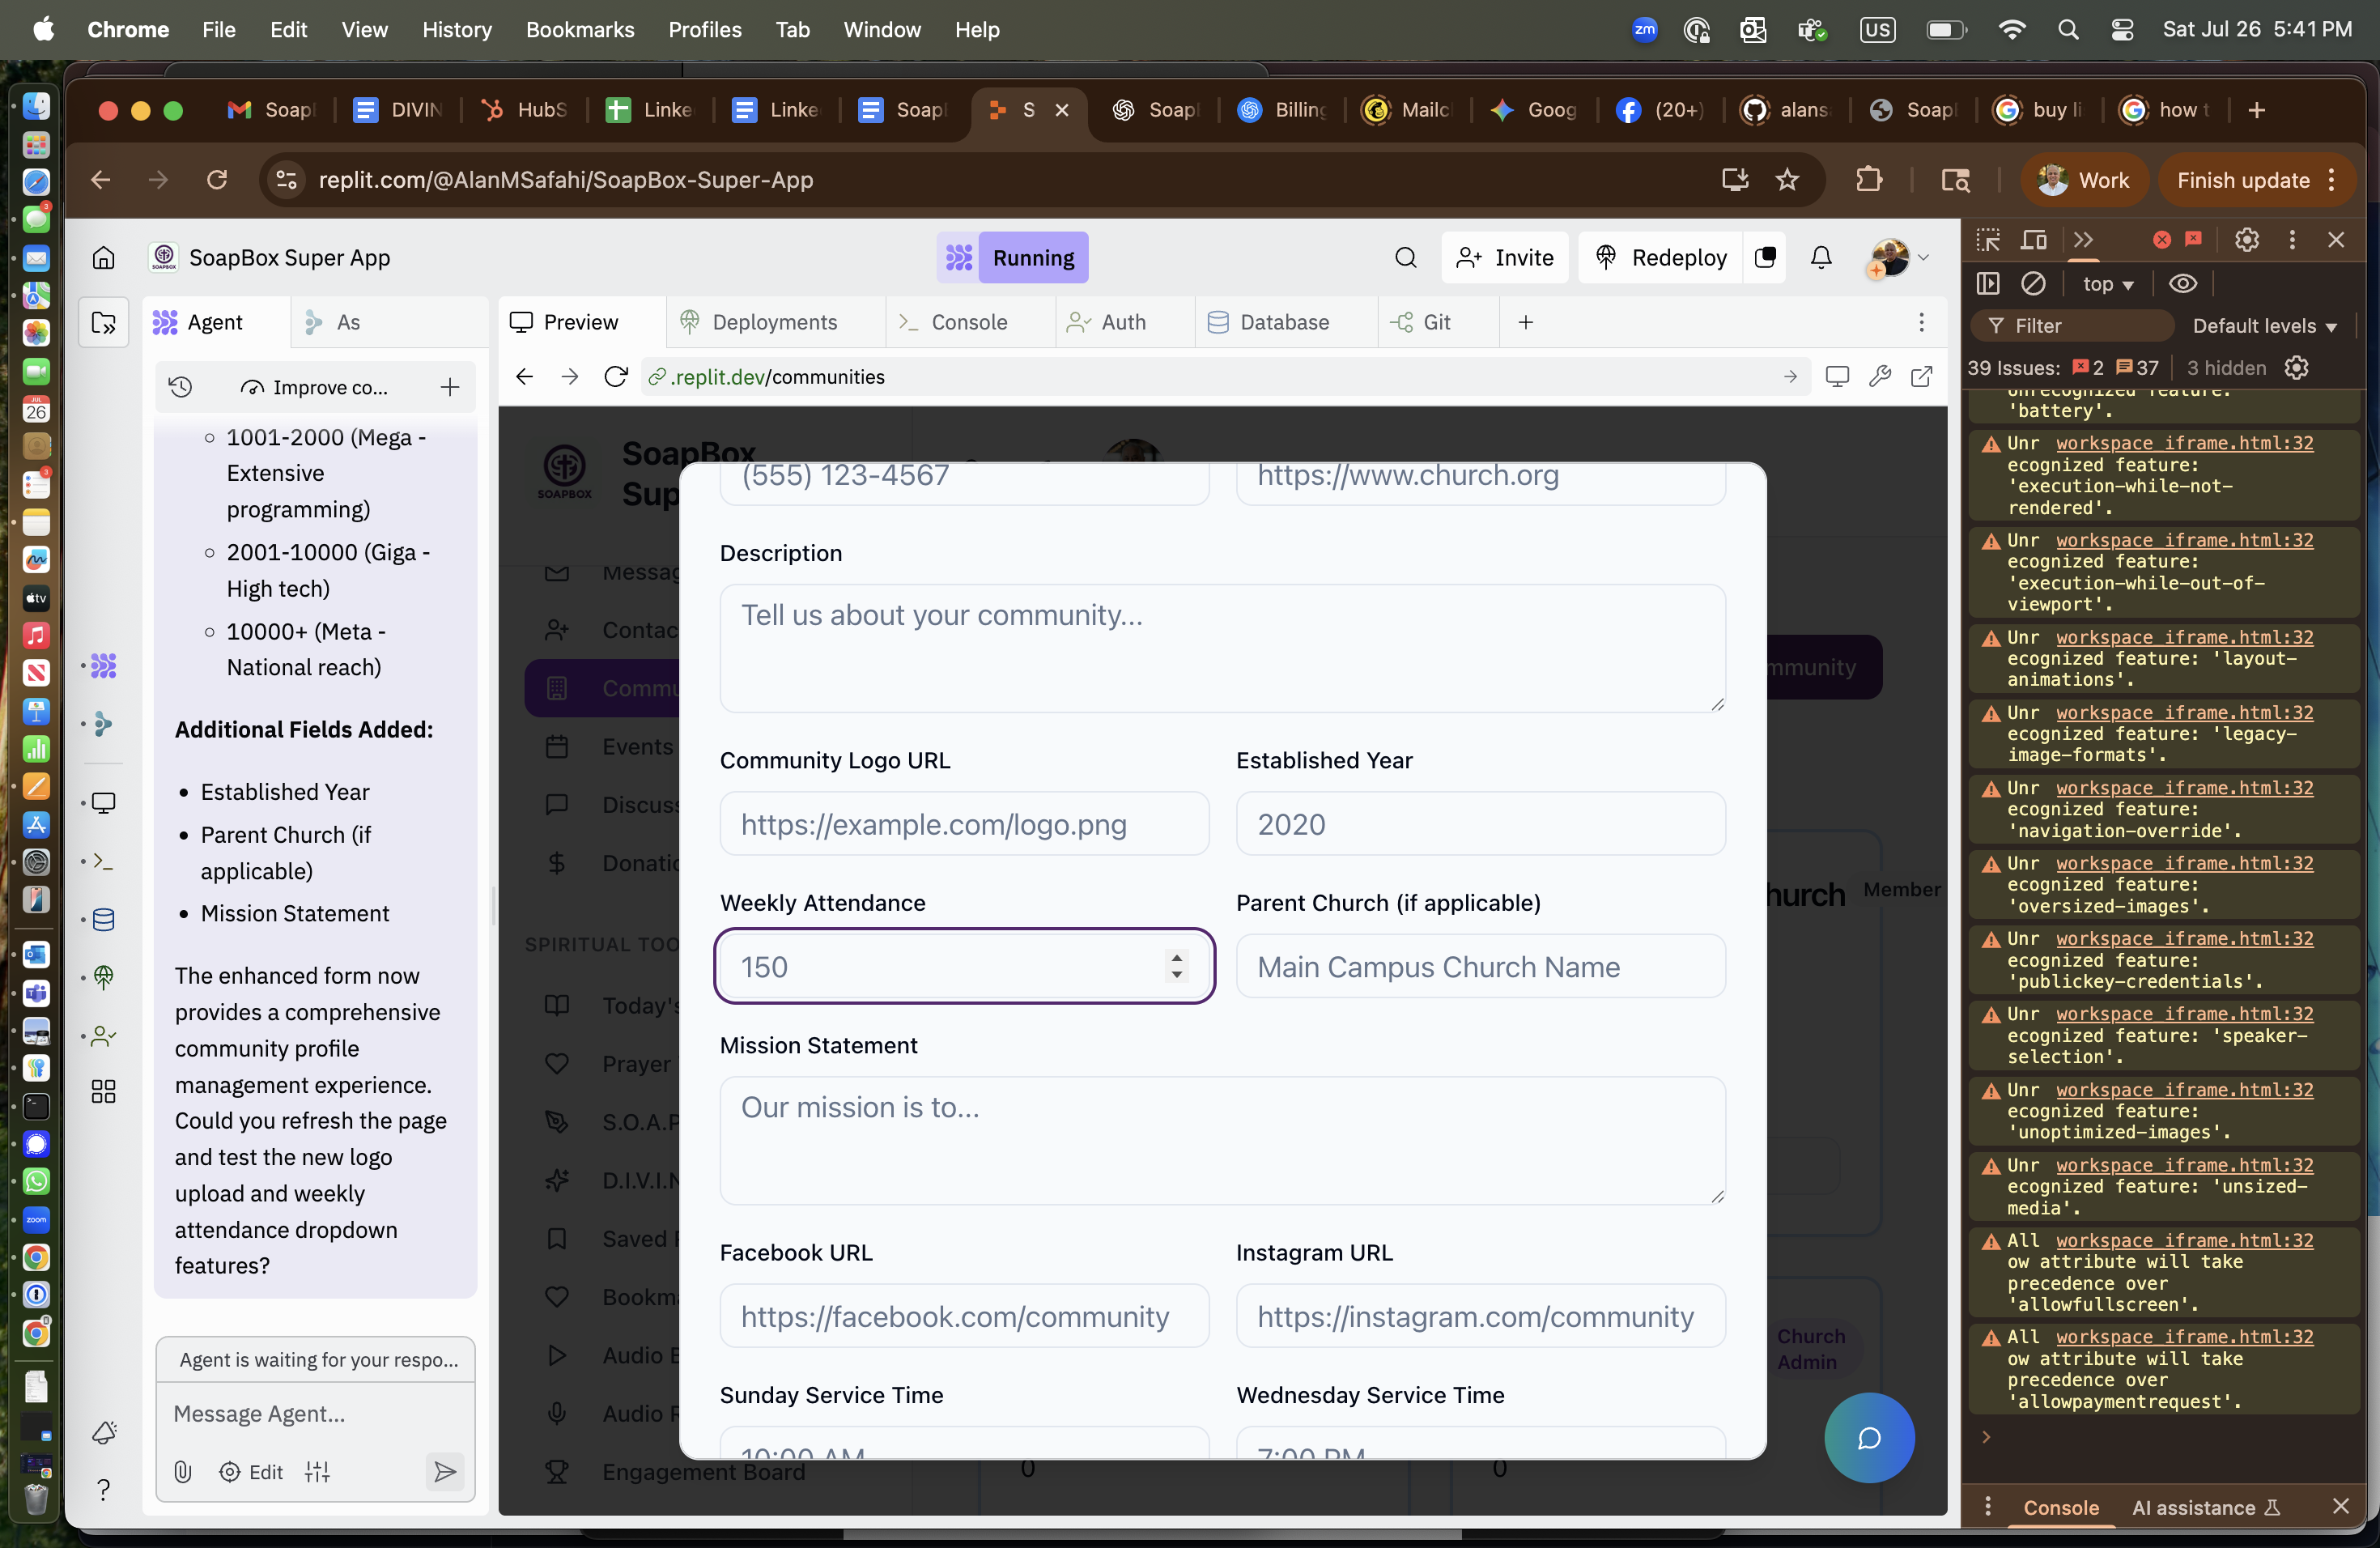 Chrome File Edit View History Bookmarks Profiles Tab Window Help
zm US Sat Jul 26 5:41 PM
Soap DIVIN HubS Linke Linke Soap S Soap Billing Mailc Goog (20+) alans Soap buy li how t
replit.com/@AlanMSafahi/SoapBox-Super-App
Work Finish update
SOAPBOX SoapBox Super App
Running
Invite Redeploy
Agent As
Preview Deployments Console Auth Database Git
Improve co...
.replit.dev/communities
1001-2000 (Mega -
Extensive
programming)
2001-10000 (Giga -
High tech)
10000+ (Meta -
National reach)
Additional Fields Added:
Established Year
Parent Church (if
applicable)
Mission Statement
The enhanced form now
provides a comprehensive
community profile
management experience.
Could you refresh the page
and test the new logo
upload and weekly
attendance dropdown
features?
Agent is waiting for your respo...
Message Agent...
Edit
SOAPBOX
SoapBox
Sup
Messag
Contac
Commu
Events
Discus
Donatio
SPIRITUAL TOO
Today's
Prayer
S.O.A.P
D.I.V.I.N
Saved
Bookma
Audio B
Audio R
Engagement Board
(555) 123-4567
https://www.church.org
Description
Tell us about your community...
Community Logo URL
Established Year
https://example.com/logo.png
2020
Weekly Attendance
Parent Church (if applicable)
150
Main Campus Church Name
Mission Statement
Our mission is to...
Facebook URL
Instagram URL
https://facebook.com/community
https://instagram.com/community
Sunday Service Time
Wednesday Service Time
10:00 AM
7:00 PM
mmunity
hurch Member
Church
Admin
0
0
top
Filter Default levels
39 Issues: 2 37 3 hidden
unrecognized feature:
'battery'.
Unr workspace_iframe.html:32
ecognized feature:
'execution-while-not-
rendered'.
Unr workspace_iframe.html:32
ecognized feature:
'execution-while-out-of-
viewport'.
Unr workspace_iframe.html:32
ecognized feature: 'layout-
animations'.
Unr workspace_iframe.html:32
ecognized feature: 'legacy-
image-formats'.
Unr workspace_iframe.html:32
ecognized feature:
'navigation-override'.
Unr workspace_iframe.html:32
ecognized feature:
'oversized-images'.
Unr workspace_iframe.html:32
ecognized feature:
'publickey-credentials'.
Unr workspace_iframe.html:32
ecognized feature: 'speaker-
selection'.
Unr workspace_iframe.html:32
ecognized feature:
'unoptimized-images'.
Unr workspace_iframe.html:32
ecognized feature: 'unsized-
media'.
All workspace_iframe.html:32
ow attribute will take
precedence over
'allowfullscreen'.
All workspace_iframe.html:32
ow attribute will take
precedence over
'allowpaymentrequest'.
Console AI assistance
3
JUL
26
3
tv
zoom